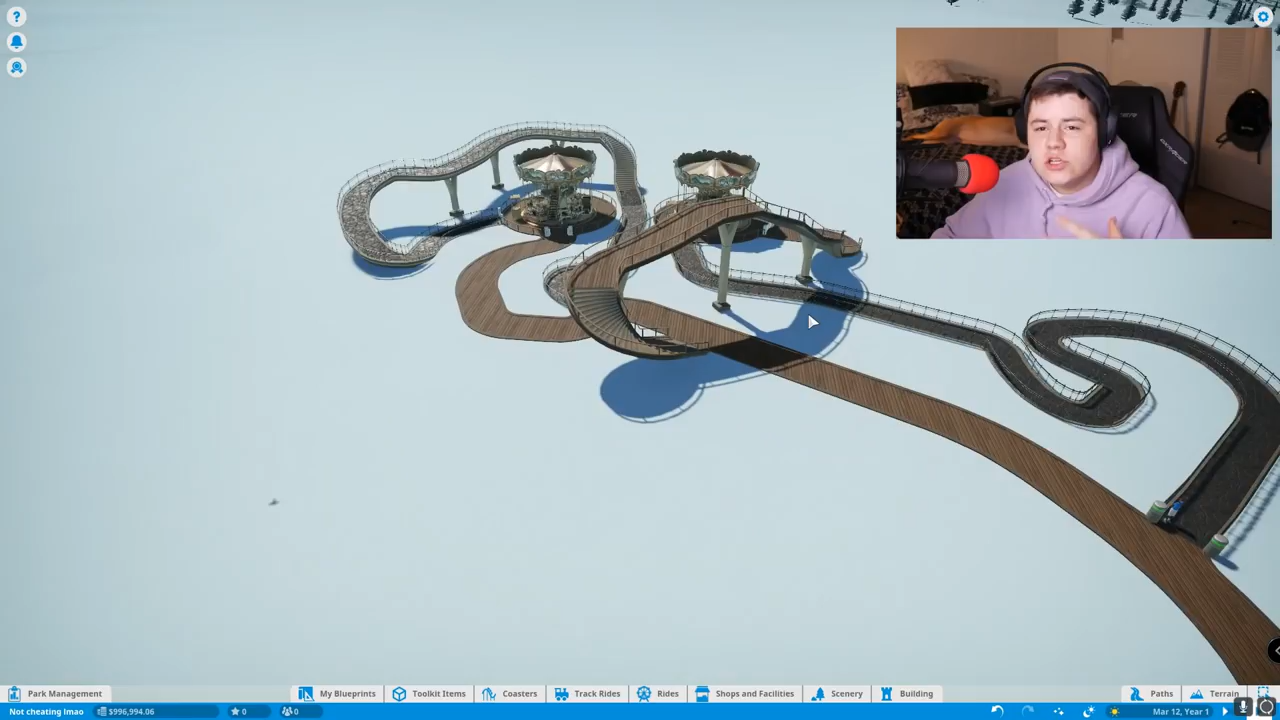 ?
Park Management
My Blueprints
Toolkit Items
Coasters
Track Rides
Rides
Shops and Facilities
Scenery
Building
Paths
Terrain
Not cheating lmao
$996,994.06
0
0
Mar 12, Year 1